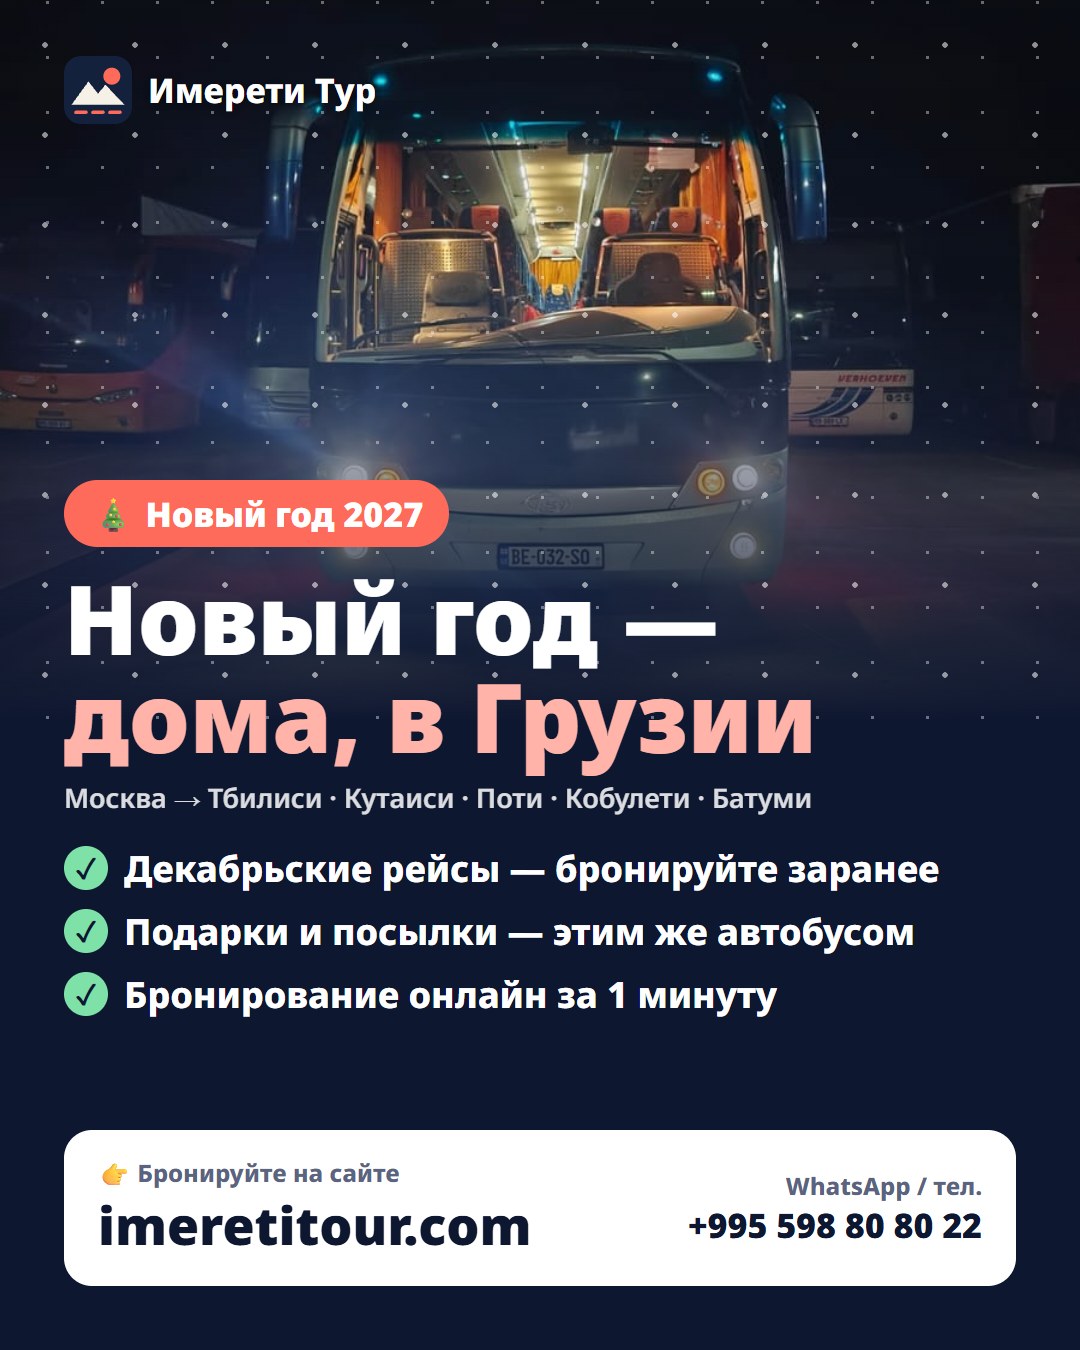 Имерети Тур
VERHOEVEN
🎄 Новый год 2027
BE-032-SO
Новый год —
дома, в Грузии
Москва → Тбилиси · Кутаиси · Поти · Кобулети · Батуми
✓ Декабрьские рейсы — бронируйте заранее
✓ Подарки и посылки — этим же автобусом
✓ Бронирование онлайн за 1 минуту
👉 Бронируйте на сайте
imeretitour.com
WhatsApp / тел.
+995 598 80 80 22